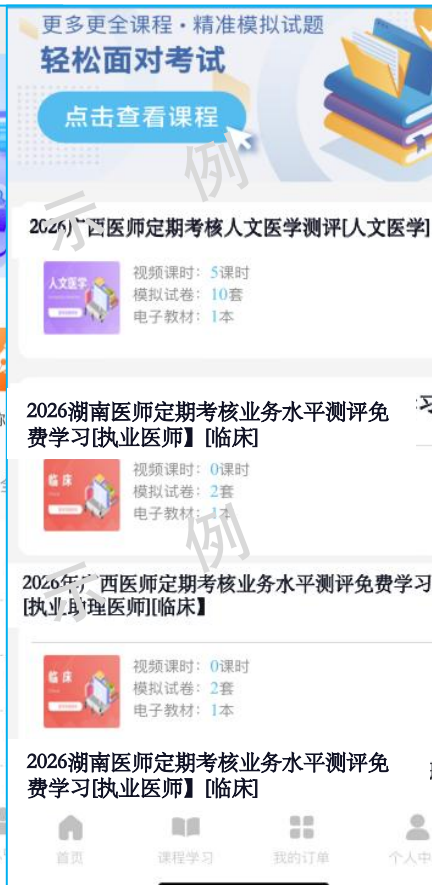 更多更全课程·精准模拟试题
轻松面对考试
点击查看课程
示例
2026广西医师定期考核人文医学测评[人文医学]
人文医学
视频课时：5课时
模拟试卷：10套
电子教材：1本
2026湖南医师定期考核业务水平测评免
费学习[执业医师】[临床]
临床
视频课时：0课时
模拟试卷：2套
电子教材：1本
示例
2026年广西医师定期考核业务水平测评免费学习
[执业助理医师][临床】
临床
视频课时：0课时
模拟试卷：2套
电子教材：1本
2026湖南医师定期考核业务水平测评免
费学习[执业医师】[临床]
首页
课程学习
我的订单
个人中